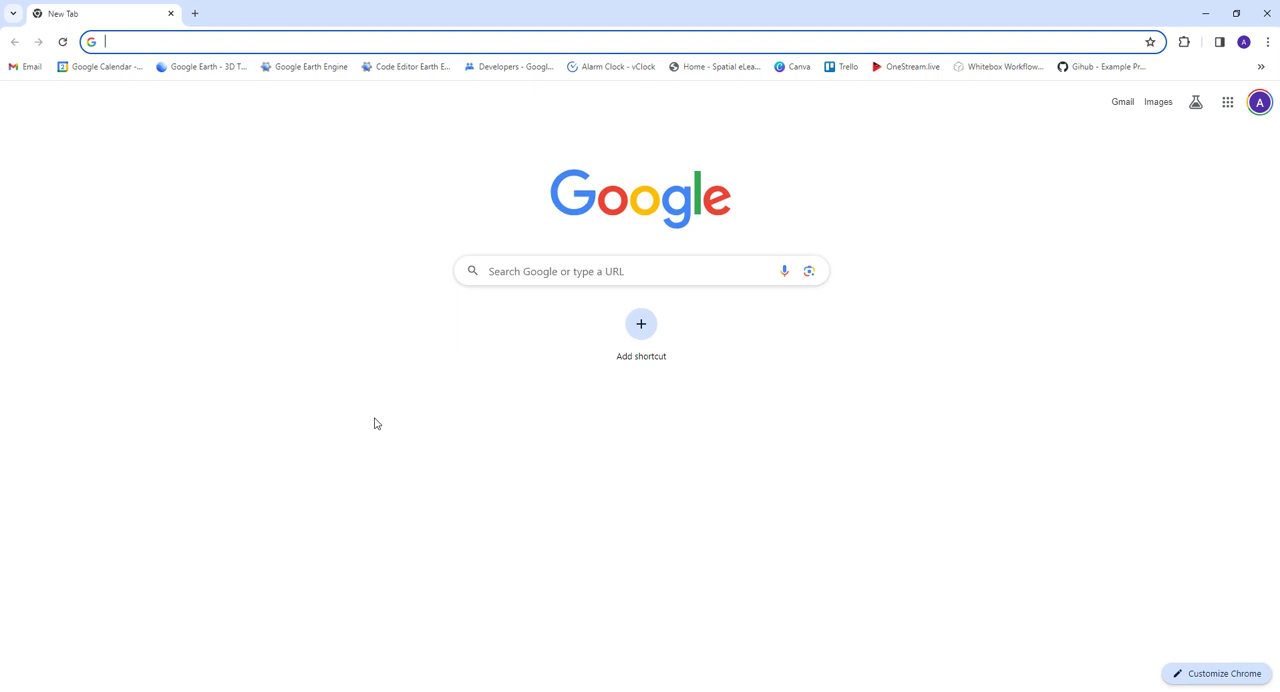 New Tab
Email
Google Calendar -...
Google Earth - 3D T...
Google Earth Engine
Code Editor Earth E...
Developers - Googl...
Alarm Clock - vClock
Home - Spatial eLea...
Canva
Trello
OneStream.live
Whitebox Workflow...
Gihub - Example Pr...
Gmail
Images
A
Google
Search Google or type a URL
Add shortcut
Customize Chrome